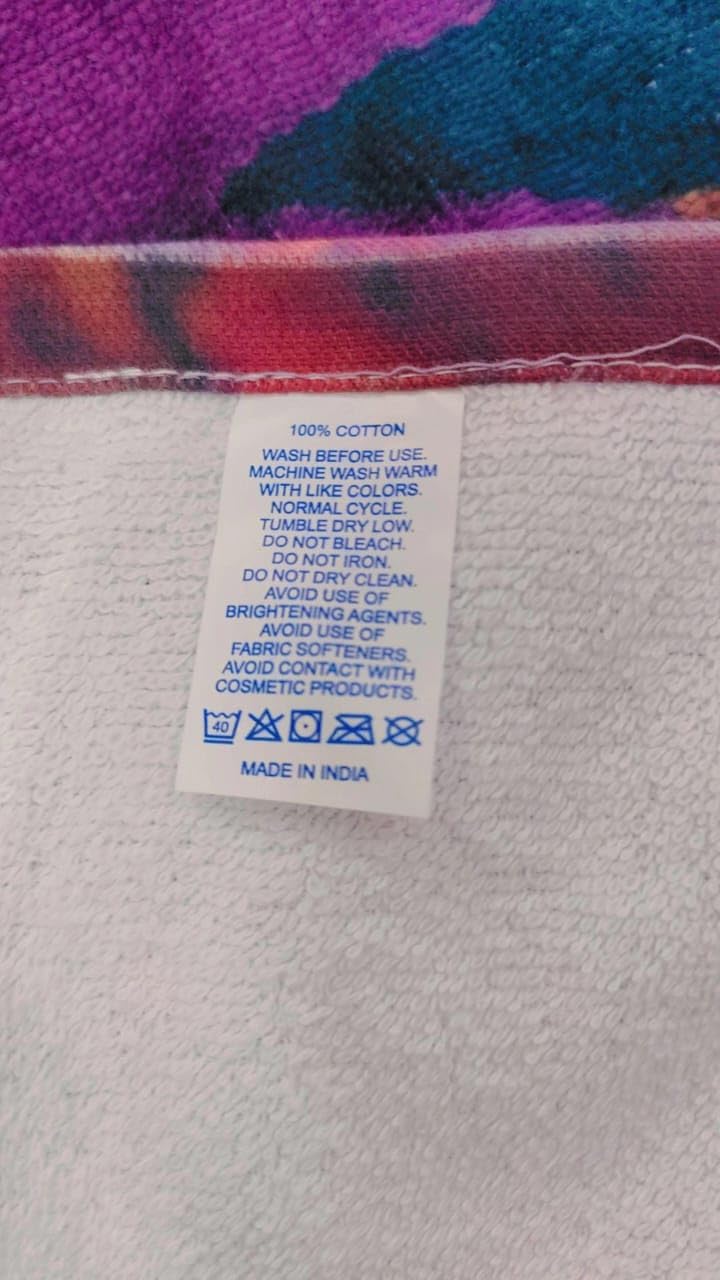 100% COTTON
WASH BEFORE USE.
MACHINE WASH WARM
WITH LIKE COLORS.
NORMAL CYCLE.
TUMBLE DRY LOW.
DO NOT BLEACH.
DO NOT IRON.
DO NOT DRY CLEAN.
AVOID USE OF
BRIGHTENING AGENTS.
AVOID USE OF
FABRIC SOFTENERS.
AVOID CONTACT WITH
COSMETIC PRODUCTS.
40
MADE IN INDIA